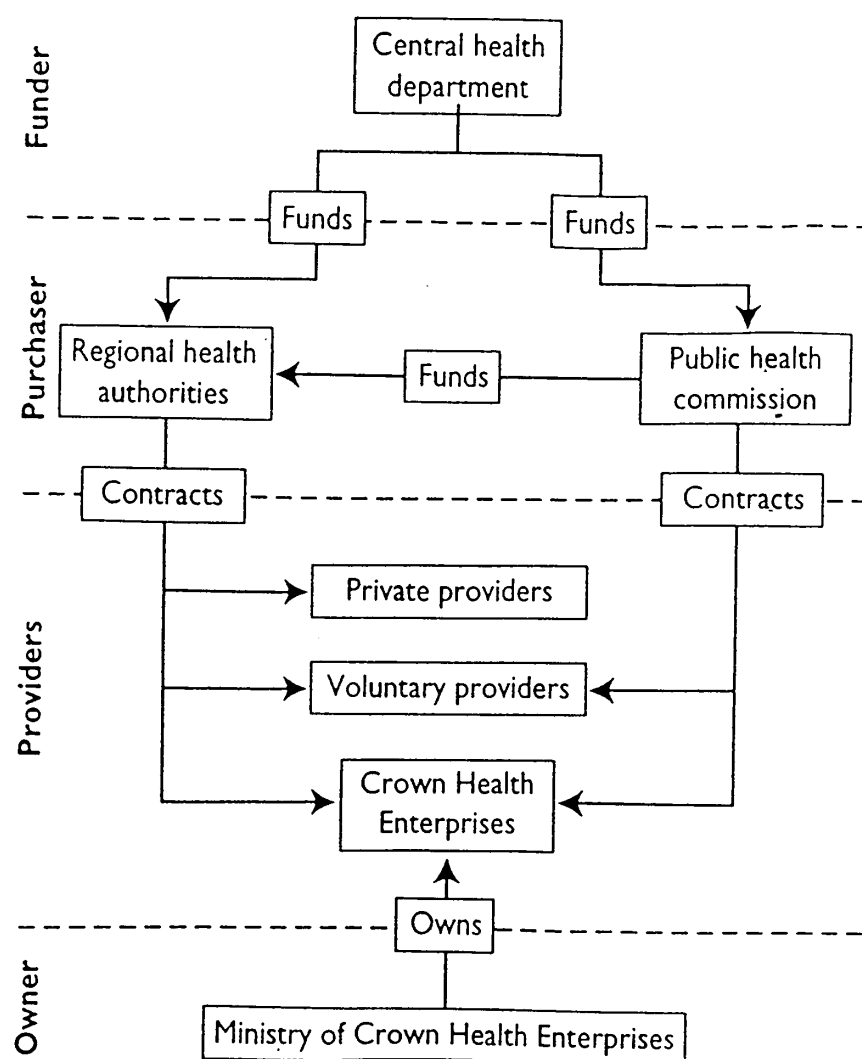 Funder
Central health
department
Funds
Funds
Purchaser
Regional health
authorities
Funds
Public health
commission
Contracts
Contracts
Providers
Private providers
Voluntary providers
Crown Health
Enterprises
Owns
Owner
Ministry of Crown Health Enterprises